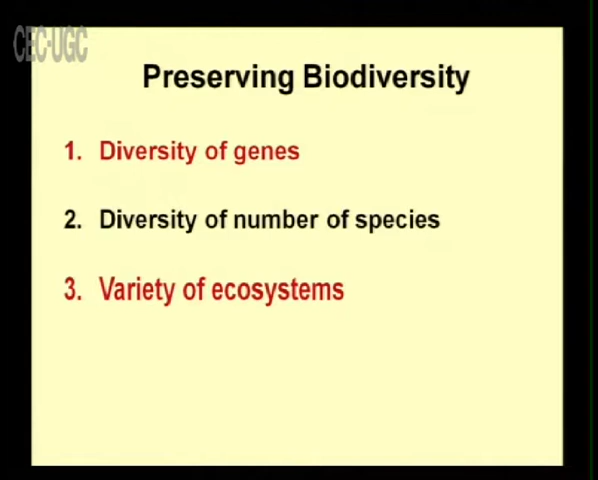 CEC-UGC
Preserving Biodiversity
1. Diversity of genes
2. Diversity of number of species
3. Variety of ecosystems